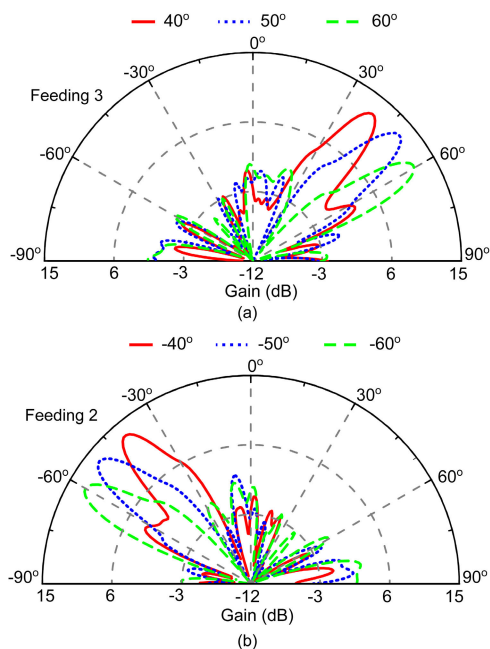 40° 50° 60°
0°
-30° 30°
Feeding 3
-60° 60°
-90° 90°
15 6 -3 -12 -3 6 15
Gain (dB)
(a)
-40° -50° -60°
0°
-30° 30°
Feeding 2
-60° 60°
-90° 90°
15 6 -3 -12 -3 6 15
Gain (dB)
(b)